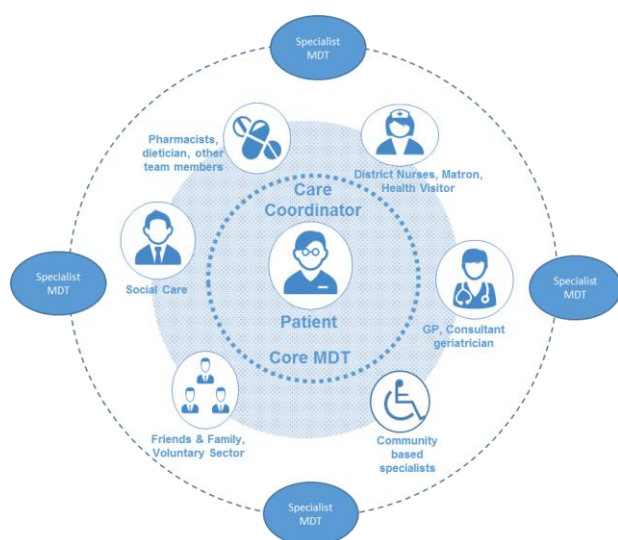 Specialist
MDT
Pharmacists,
dietician, other
team members
District Nurses, Matron,
Health Visitor
Care
Coordinator
Specialist
MDT
Social Care
Patient
GP, Consultant
geriatrician
Specialist
MDT
Core MDT
Friends & Family,
Voluntary Sector
Community
based
specialists
Specialist
MDT